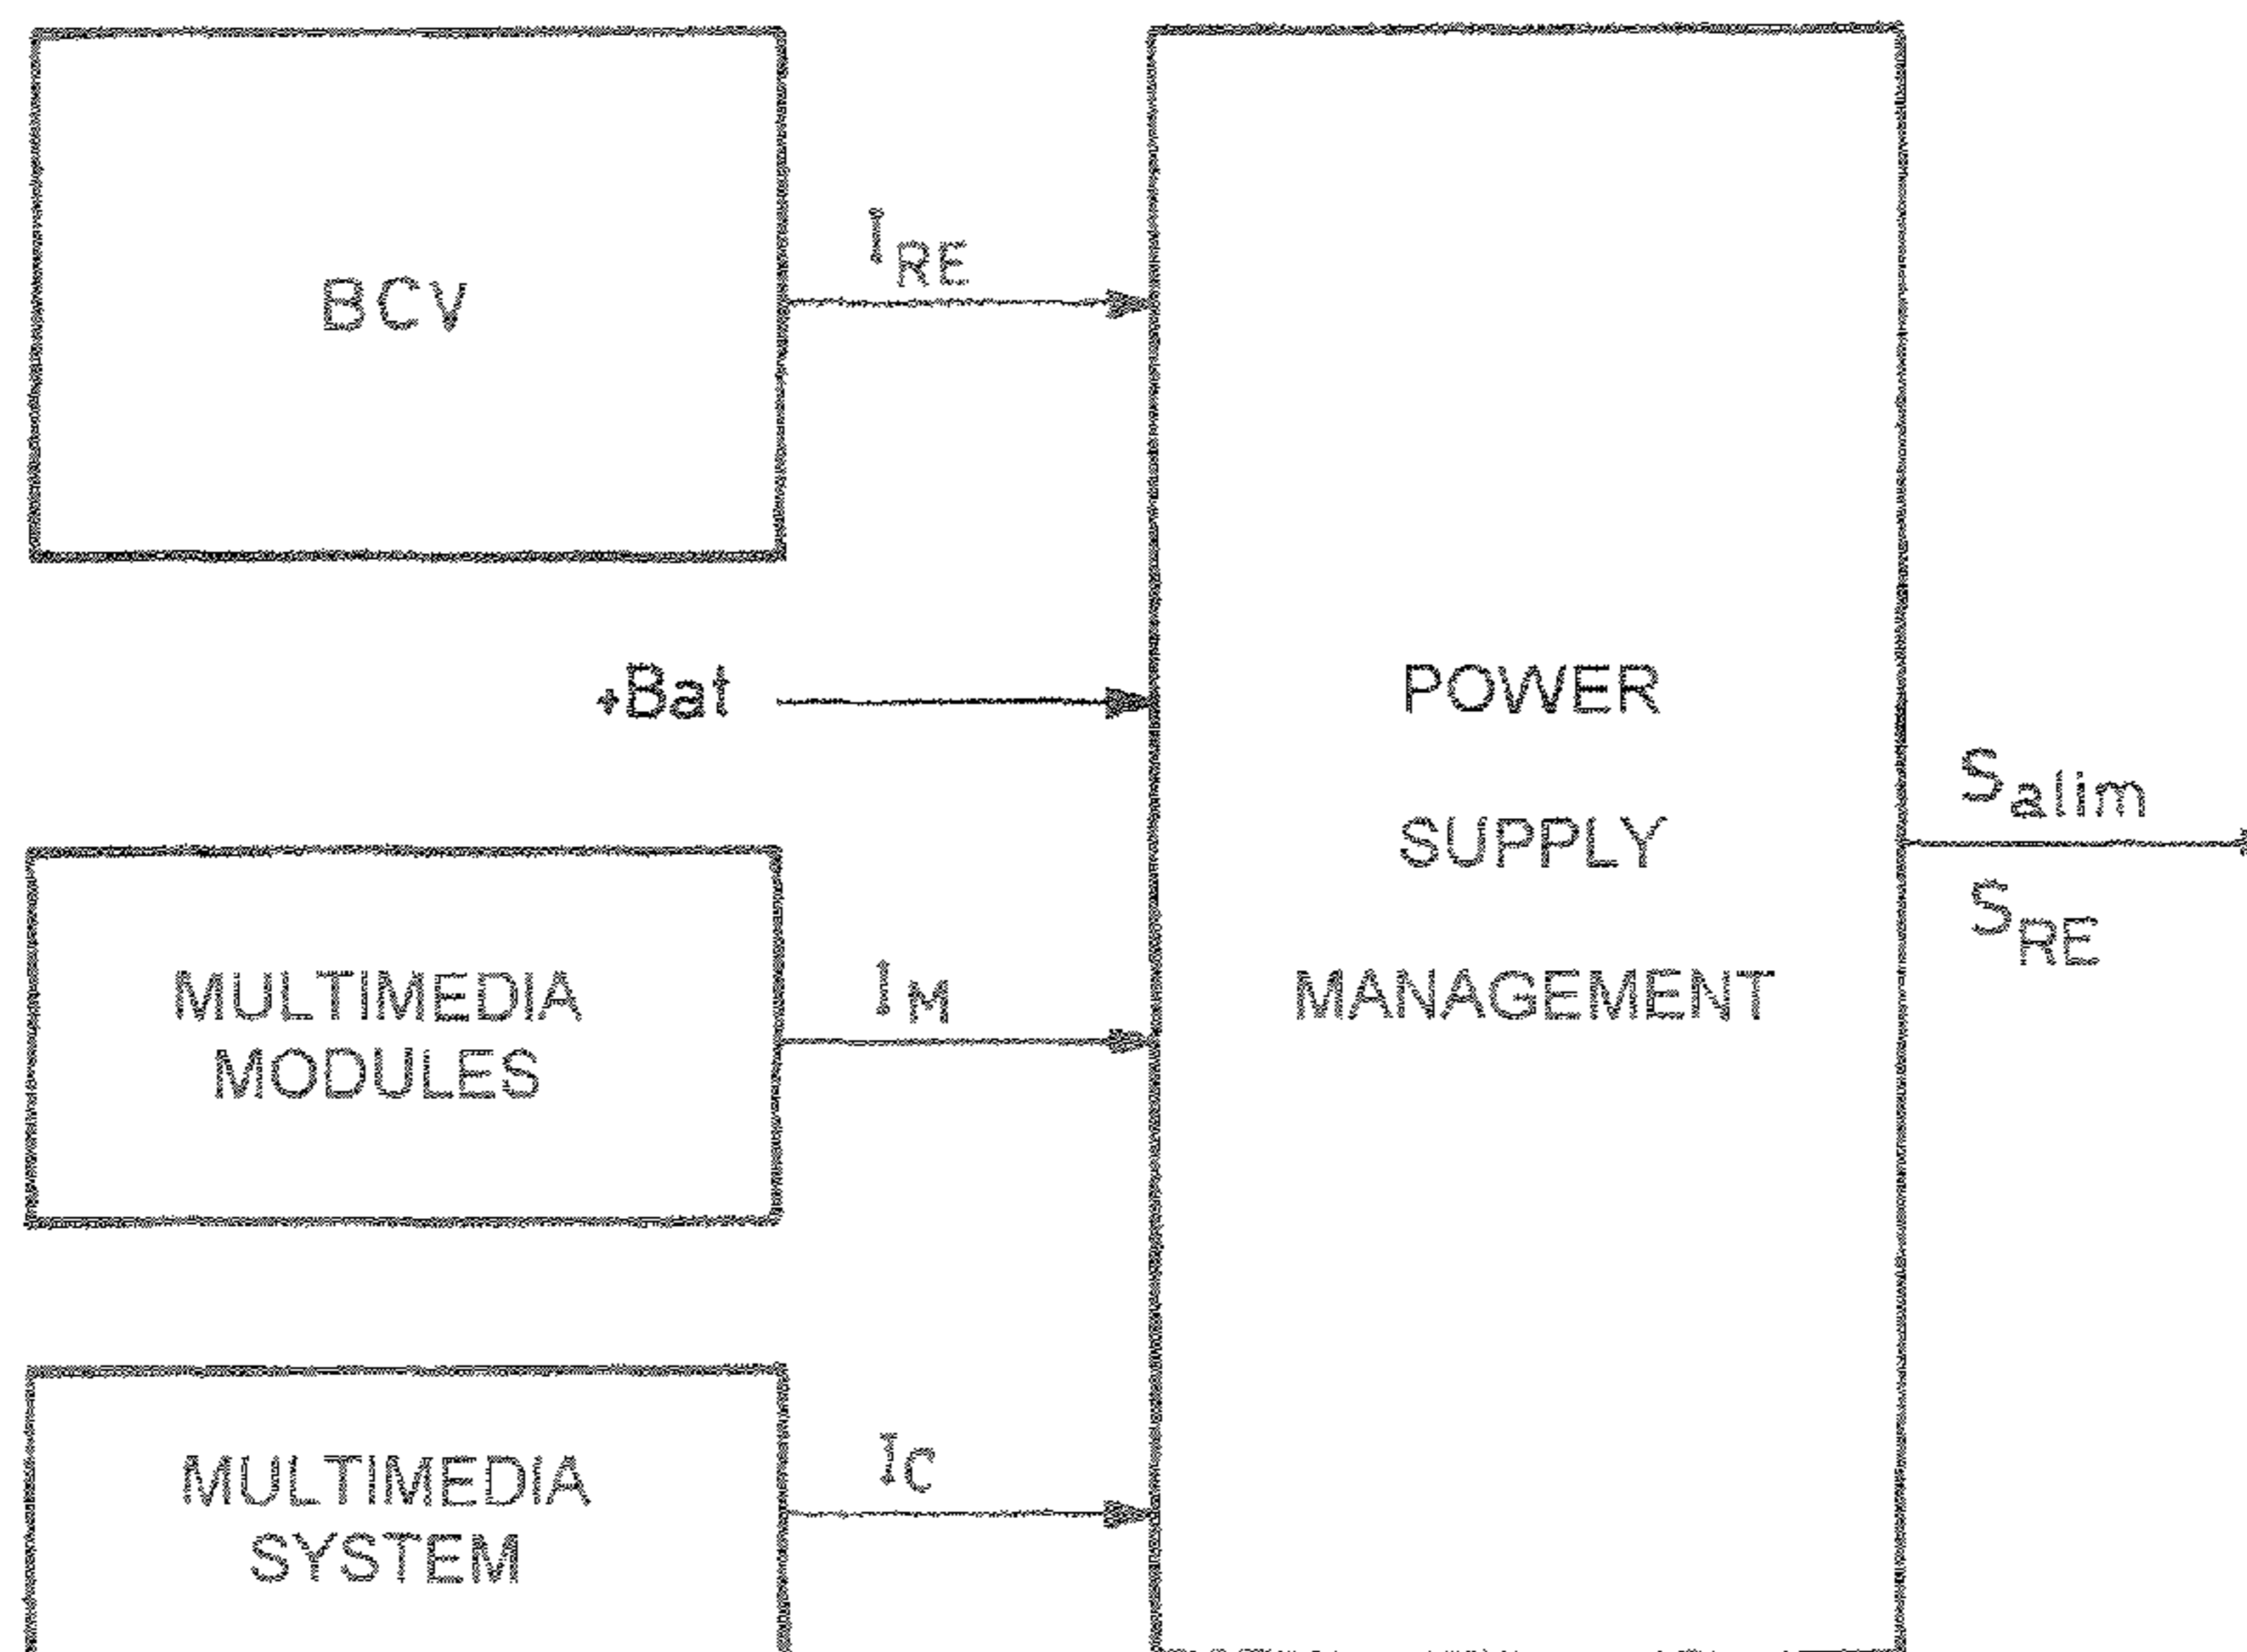 BCV
I_RE
+Bat
MULTIMEDIA
MODULES
I_M
MULTIMEDIA
SYSTEM
I_C
POWER
SUPPLY
MANAGEMENT
S_alim
S_RE